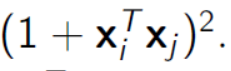 (1 + x_i^T x_j)^2.